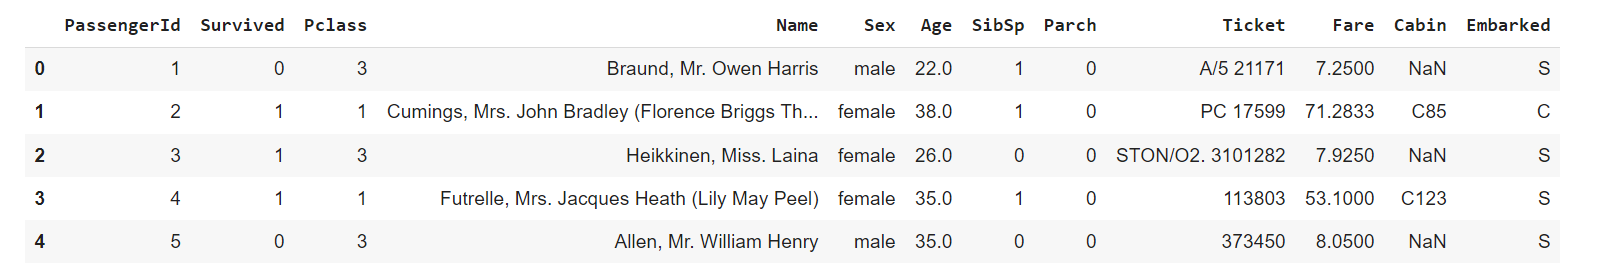 PassengerId Survived Pclass Name Sex Age SibSp Parch Ticket Fare Cabin Embarked
0 1 0 3 Braund, Mr. Owen Harris male 22.0 1 0 A/5 21171 7.2500 NaN S
1 2 1 1 Cumings, Mrs. John Bradley (Florence Briggs Th... female 38.0 1 0 PC 17599 71.2833 C85 C
2 3 1 3 Heikkinen, Miss. Laina female 26.0 0 0 STON/O2. 3101282 7.9250 NaN S
3 4 1 1 Futrelle, Mrs. Jacques Heath (Lily May Peel) female 35.0 1 0 113803 53.1000 C123 S
4 5 0 3 Allen, Mr. William Henry male 35.0 0 0 373450 8.0500 NaN S